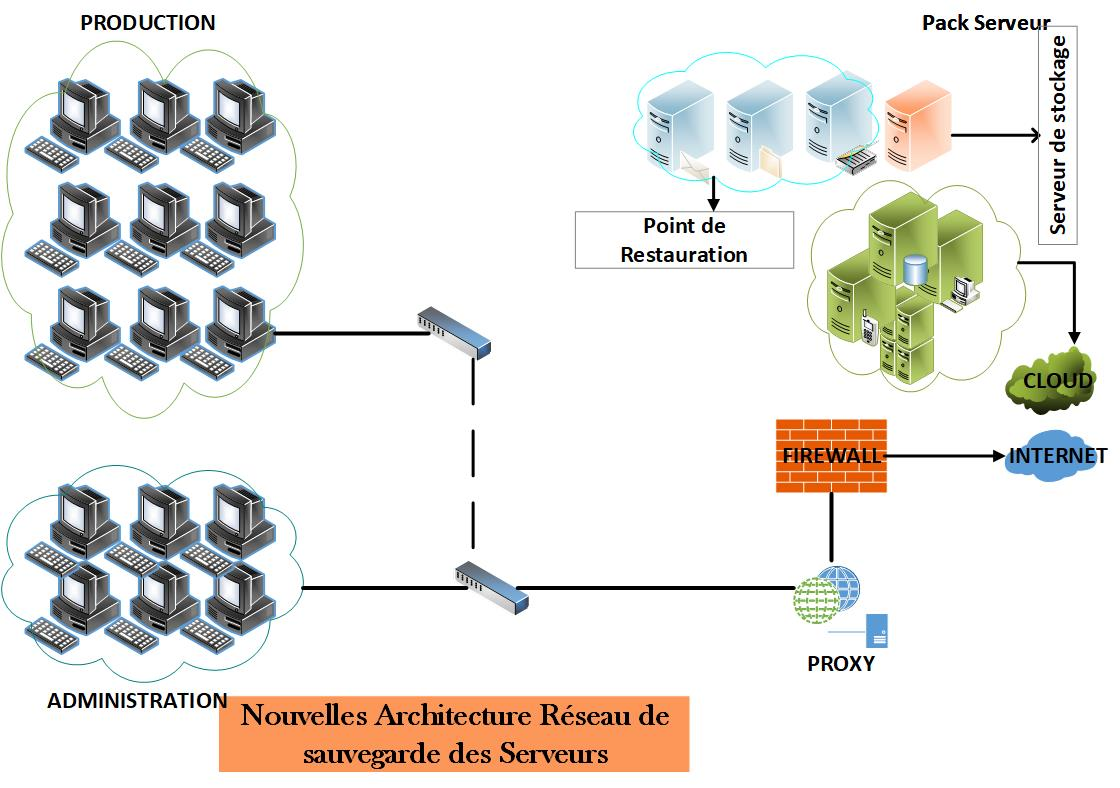 PRODUCTION
Pack Serveur
Serveur de stockage
Point de
Restauration
CLOUD
FIREWALL
INTERNET
PROXY
ADMINISTRATION
Nouvelles Architecture Réseau de
sauvegarde des Serveurs